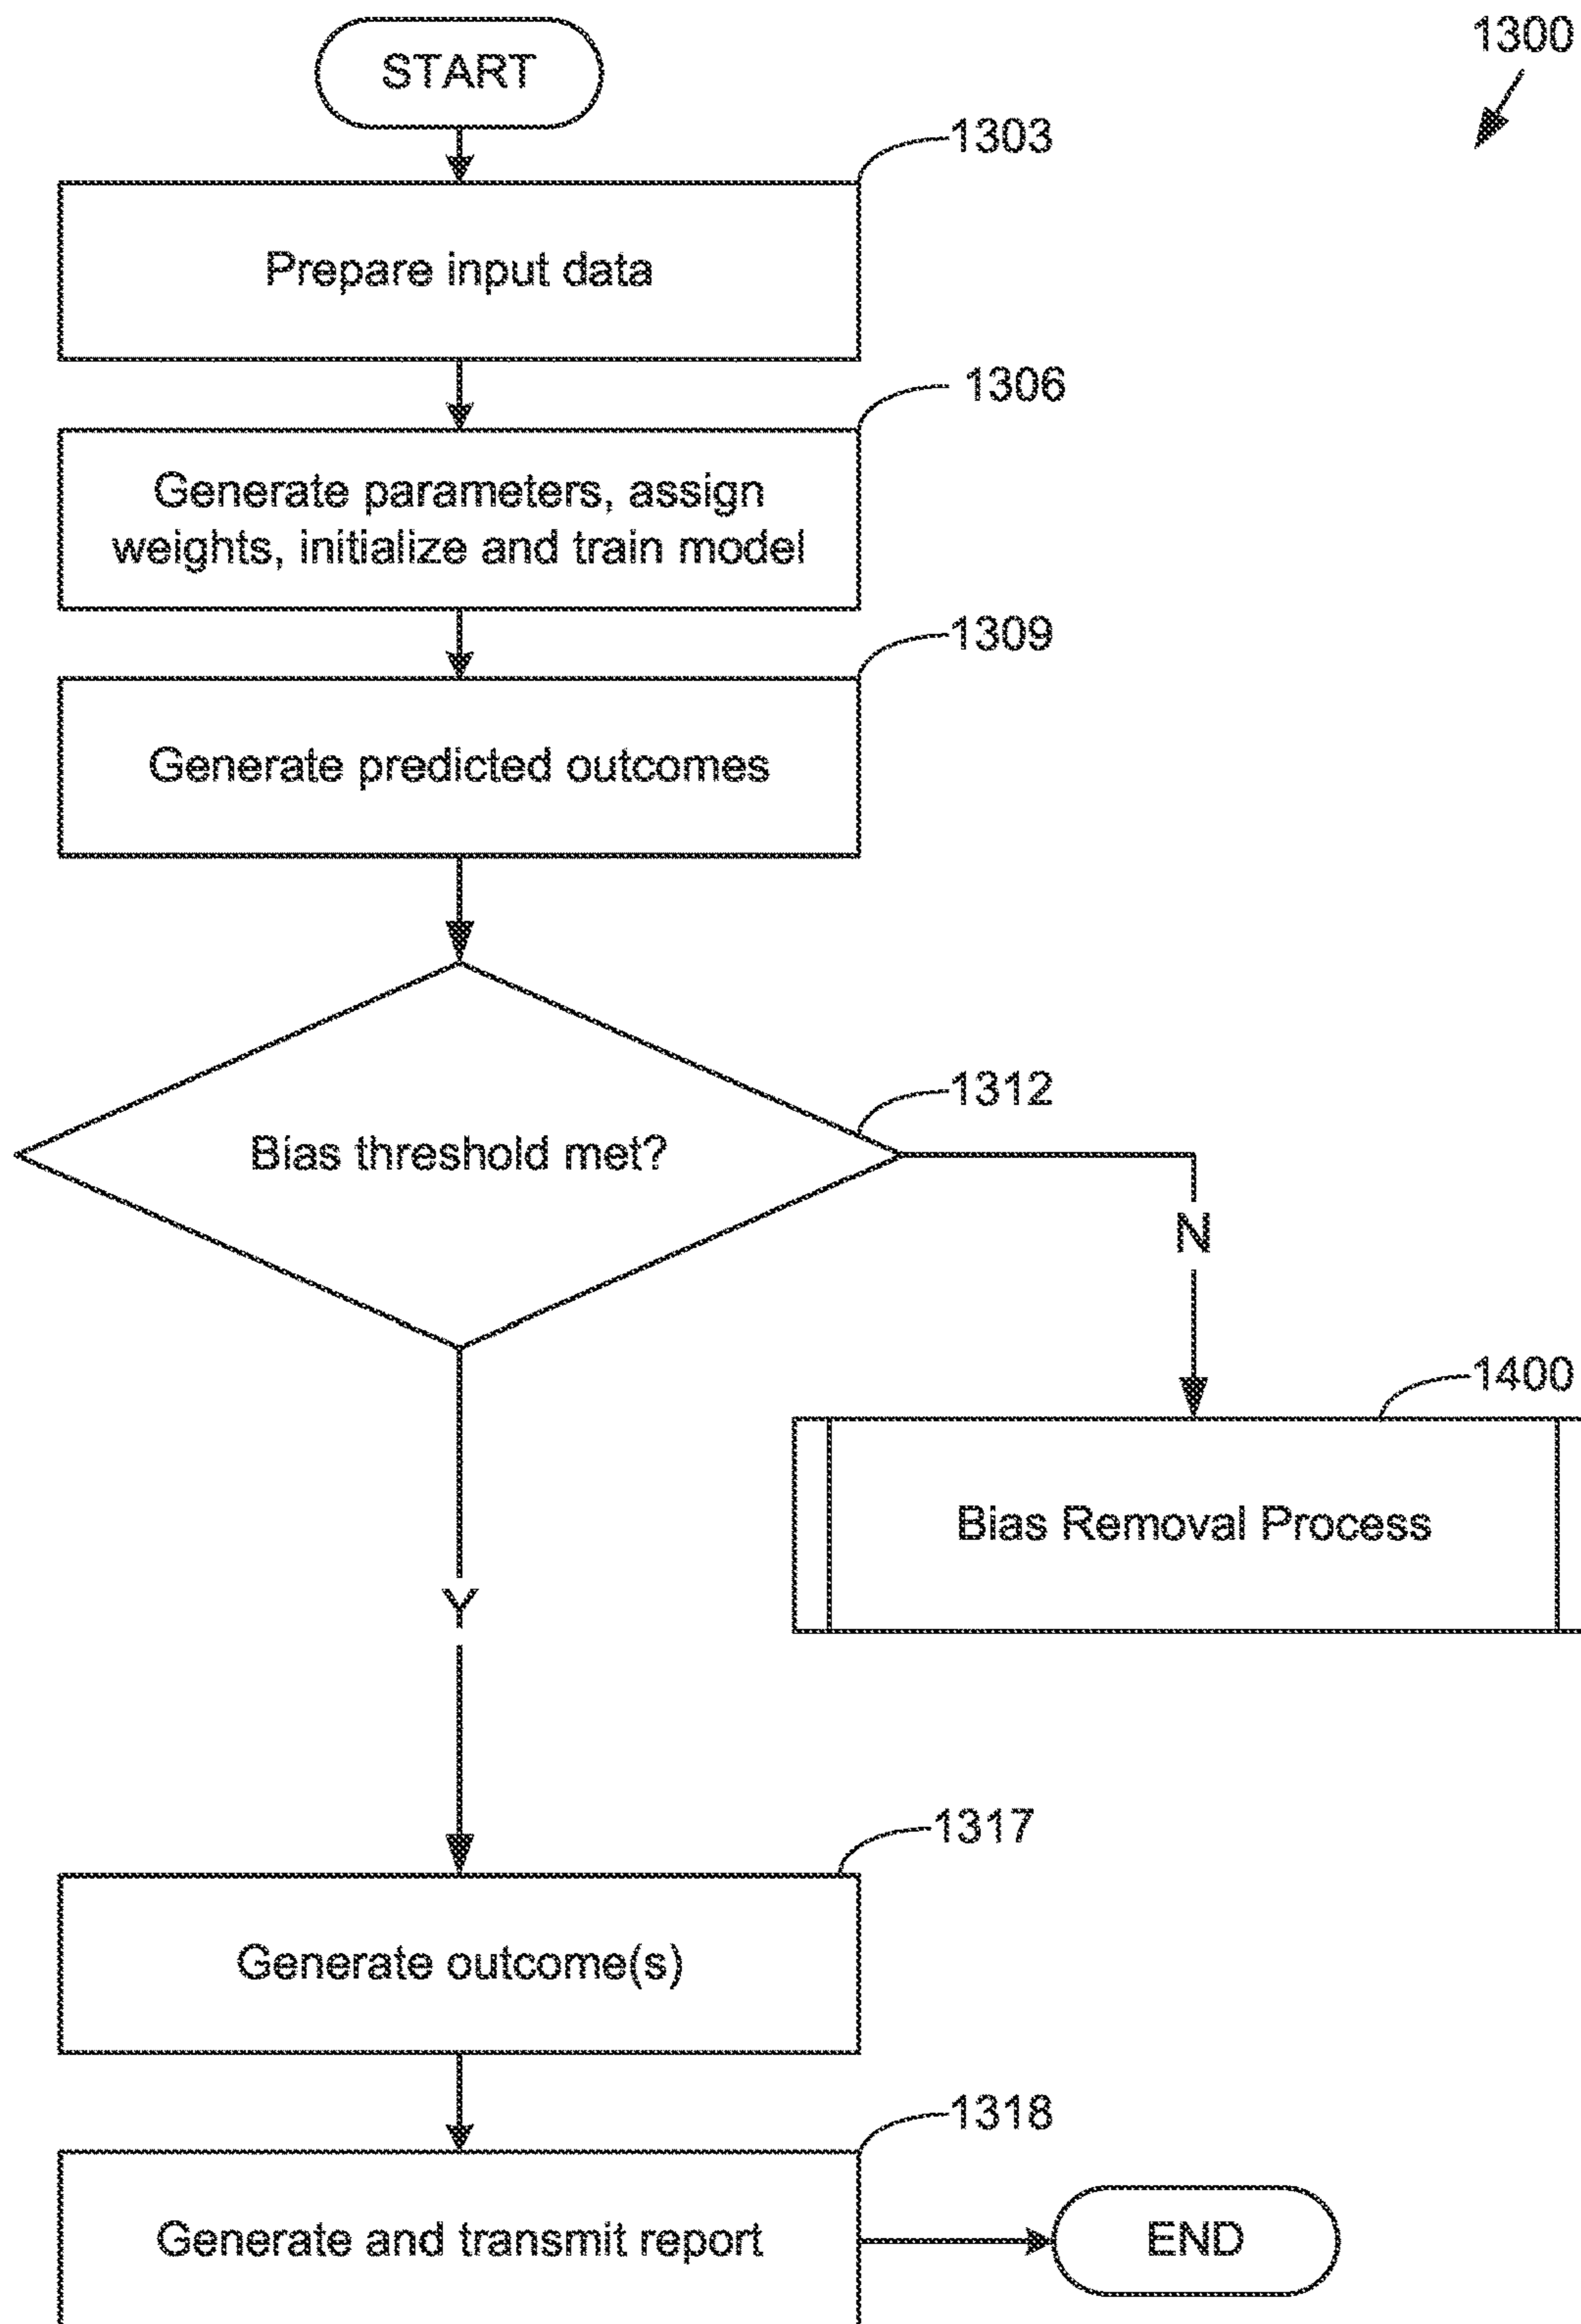 START
1300
1303
Prepare input data
1306
Generate parameters, assign
weights, initialize and train model
1309
Generate predicted outcomes
1312
Bias threshold met?
N
1400
Bias Removal Process
Y
1317
Generate outcome(s)
1318
Generate and transmit report
END